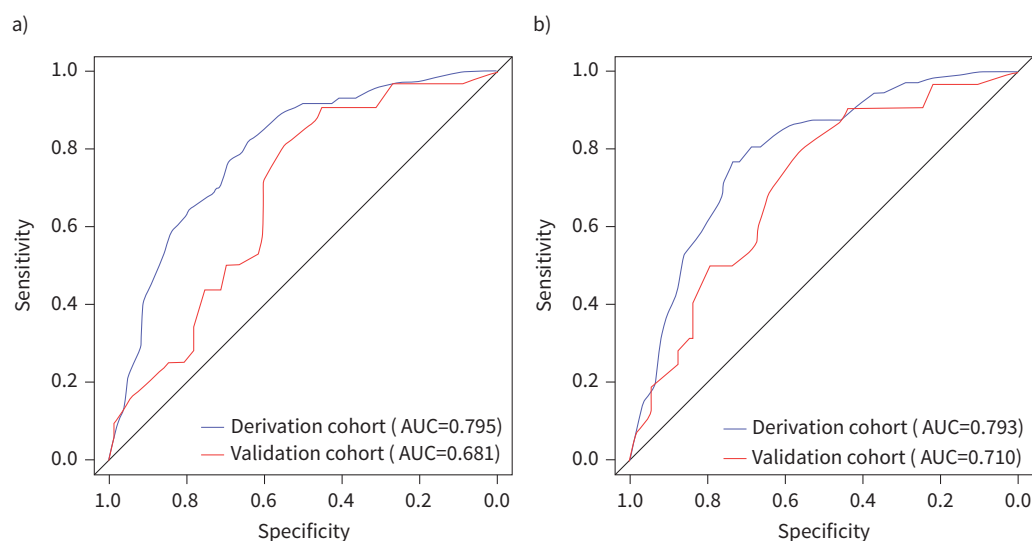 a)
1.0
0.8
0.6
0.4
0.2
0.0
Sensitivity
Derivation cohort ( AUC=0.795)
Validation cohort ( AUC=0.681)
1.0 0.8 0.6 0.4 0.2 0.0
Specificity
b)
1.0
0.8
0.6
0.4
0.2
0.0
Sensitivity
Derivation cohort ( AUC=0.793)
Validation cohort ( AUC=0.710)
1.0 0.8 0.6 0.4 0.2 0.0
Specificity